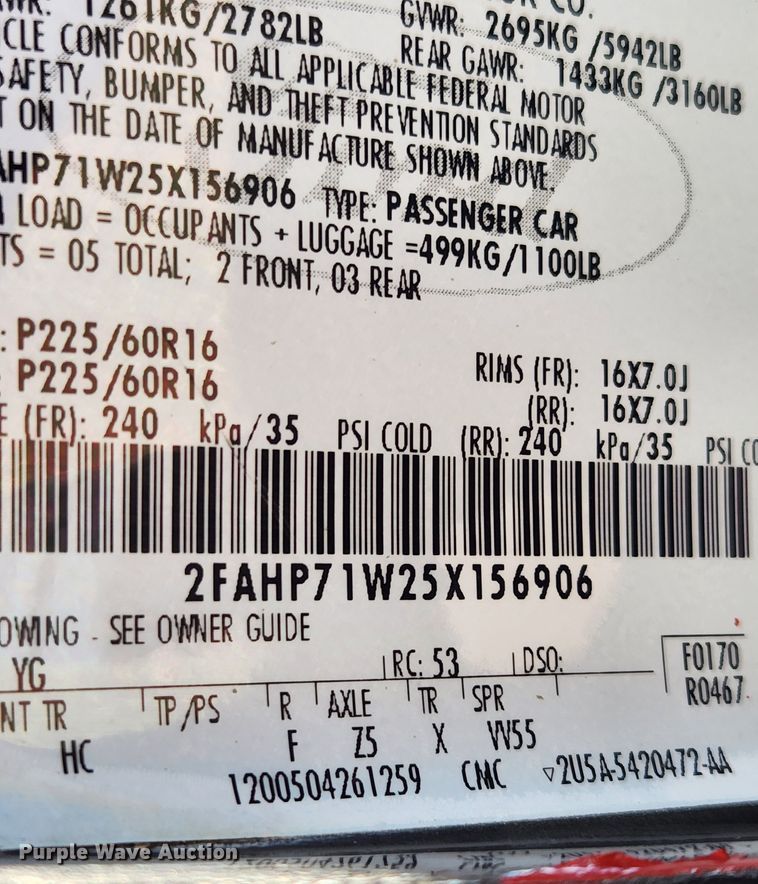 CO.
1261KG/2782LB GVWR: 2695KG /5942LB
REAR GAWR: 1433KG /3160LB
CLE CONFORMS TO ALL APPLICABLE FEDERAL MOTOR
SAFETY, BUMPER, AND THEFT PREVENTION STANDARDS
T ON THE DATE OF MANUFACTURE SHOWN ABOVE.
AHP71W25X156906 TYPE: PASSENGER CAR
LOAD = OCCUPANTS + LUGGAGE =499KG/1100LB
TS = 05 TOTAL; 2 FRONT, 03 REAR
: P225/60R16 RIMS (FR): 16X7.0J
: P225/60R16 (RR): 16X7.0J
E (FR): 240 kPa/35 PSI COLD (RR): 240 kPa/35 PSI CO
2FAHP71W25X156906
OWING - SEE OWNER GUIDE
YG RC: 53 DSO: F0170
R0467
NT TR TP/PS R AXLE TR SPR
HC F Z5 X VV55
1200504261259 CMC ▽2U5A-5420472-AA
Purple Wave Auction